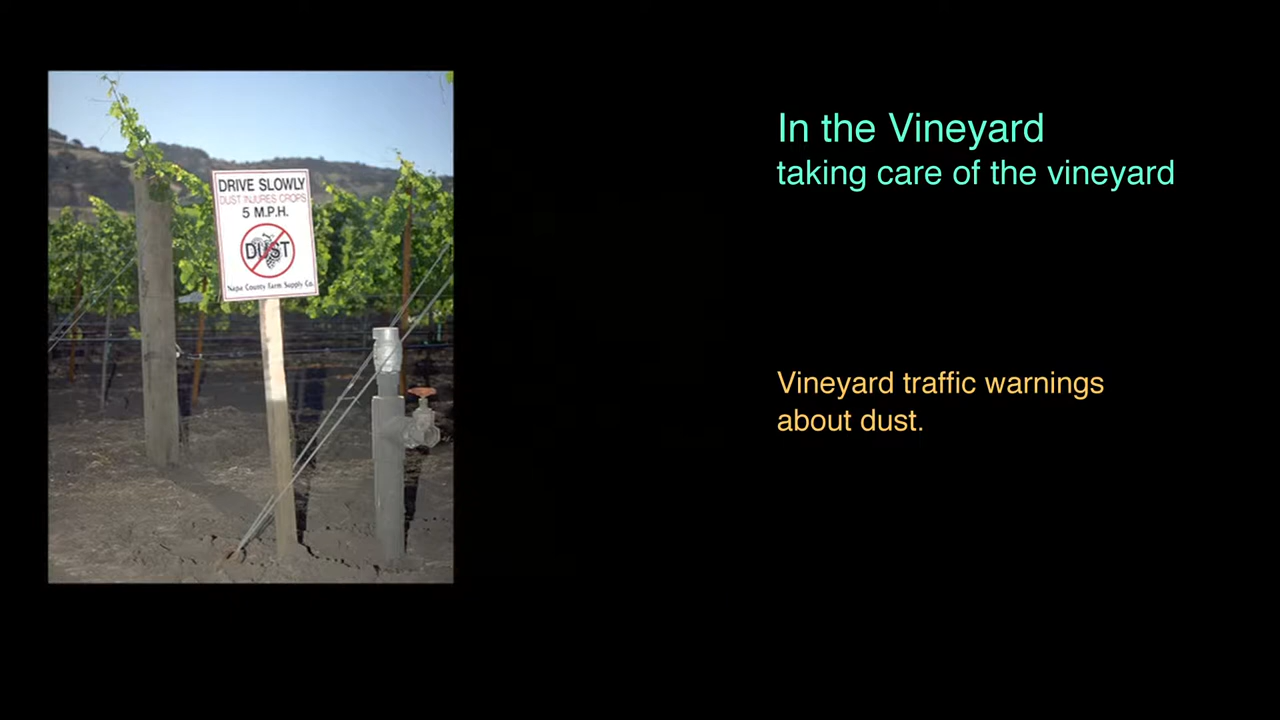 DRIVE SLOWLY
DUST INJURES CROPS
5 M.P.H.
DUST
Napa County Farm Supply Co.
In the Vineyard
taking care of the vineyard
Vineyard traffic warnings
about dust.